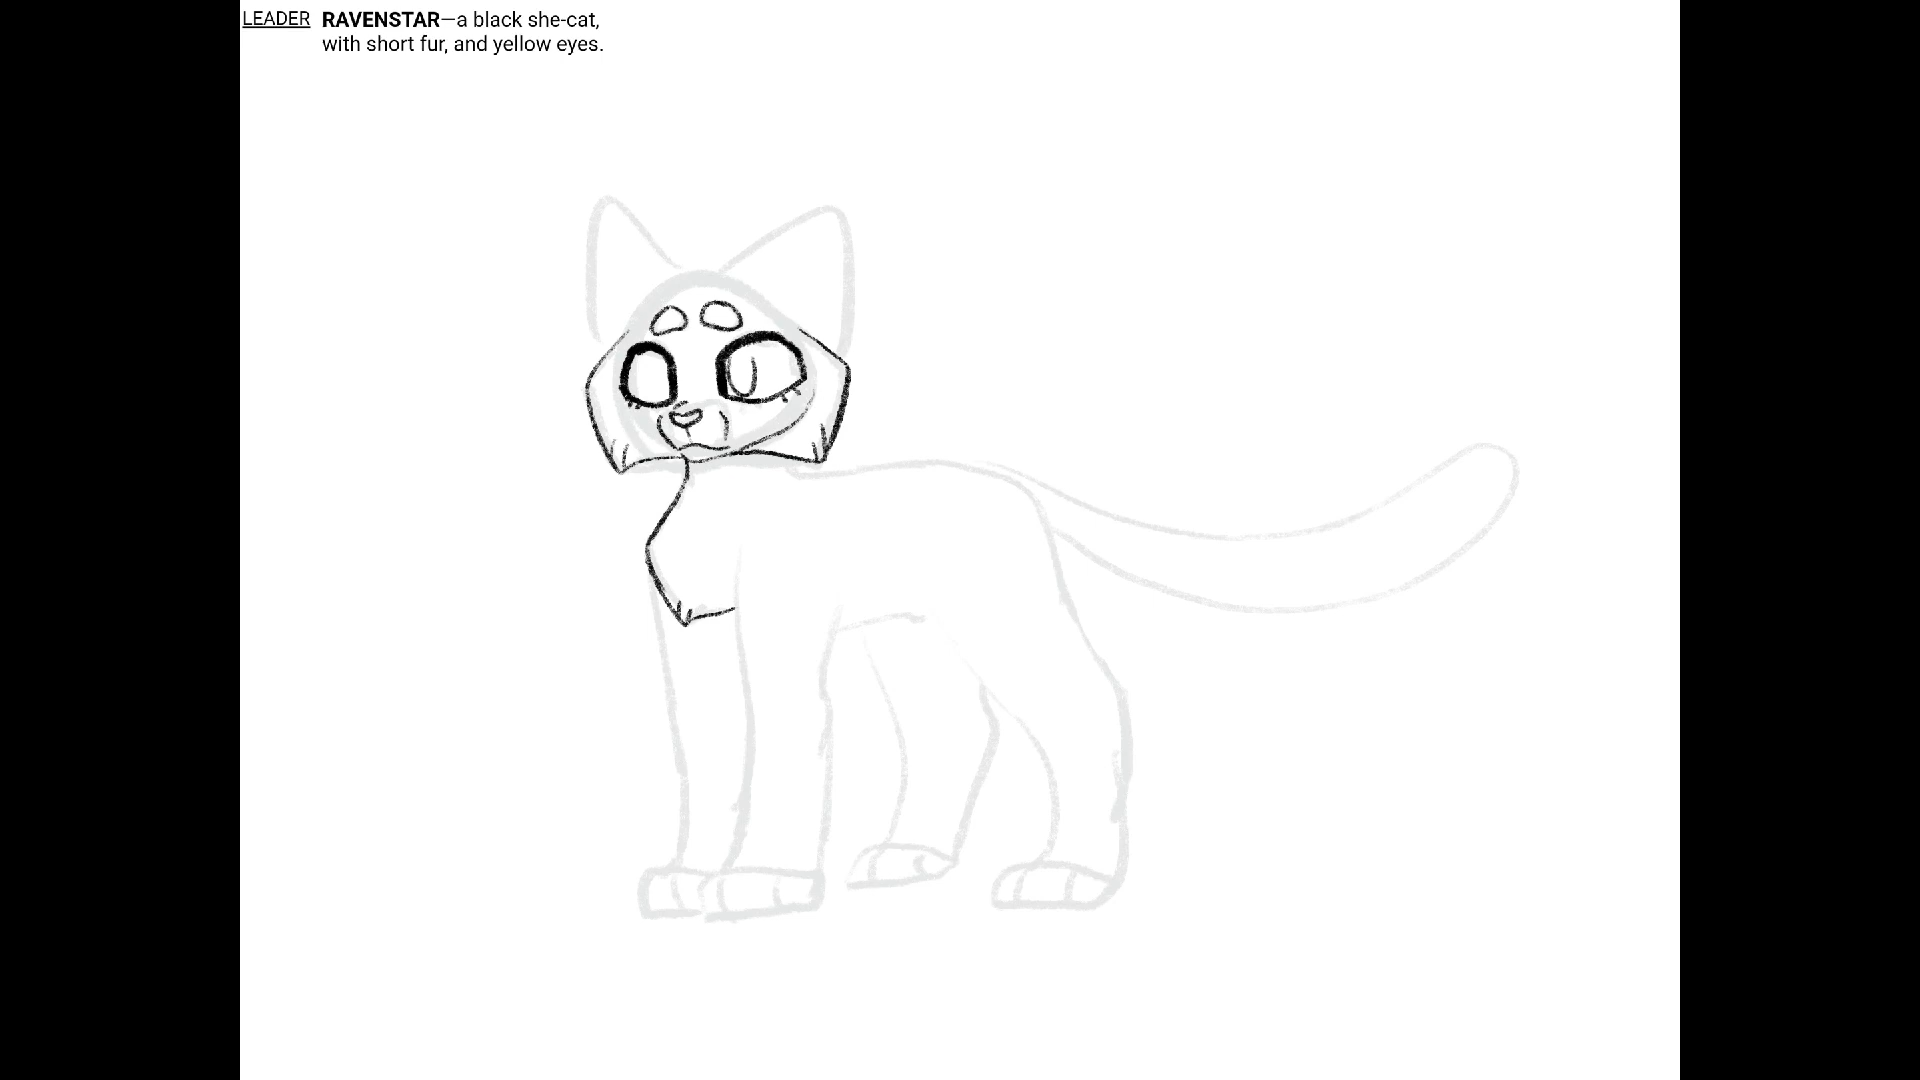 LEADER RAVENSTAR—a black she-cat,
with short fur, and yellow eyes.